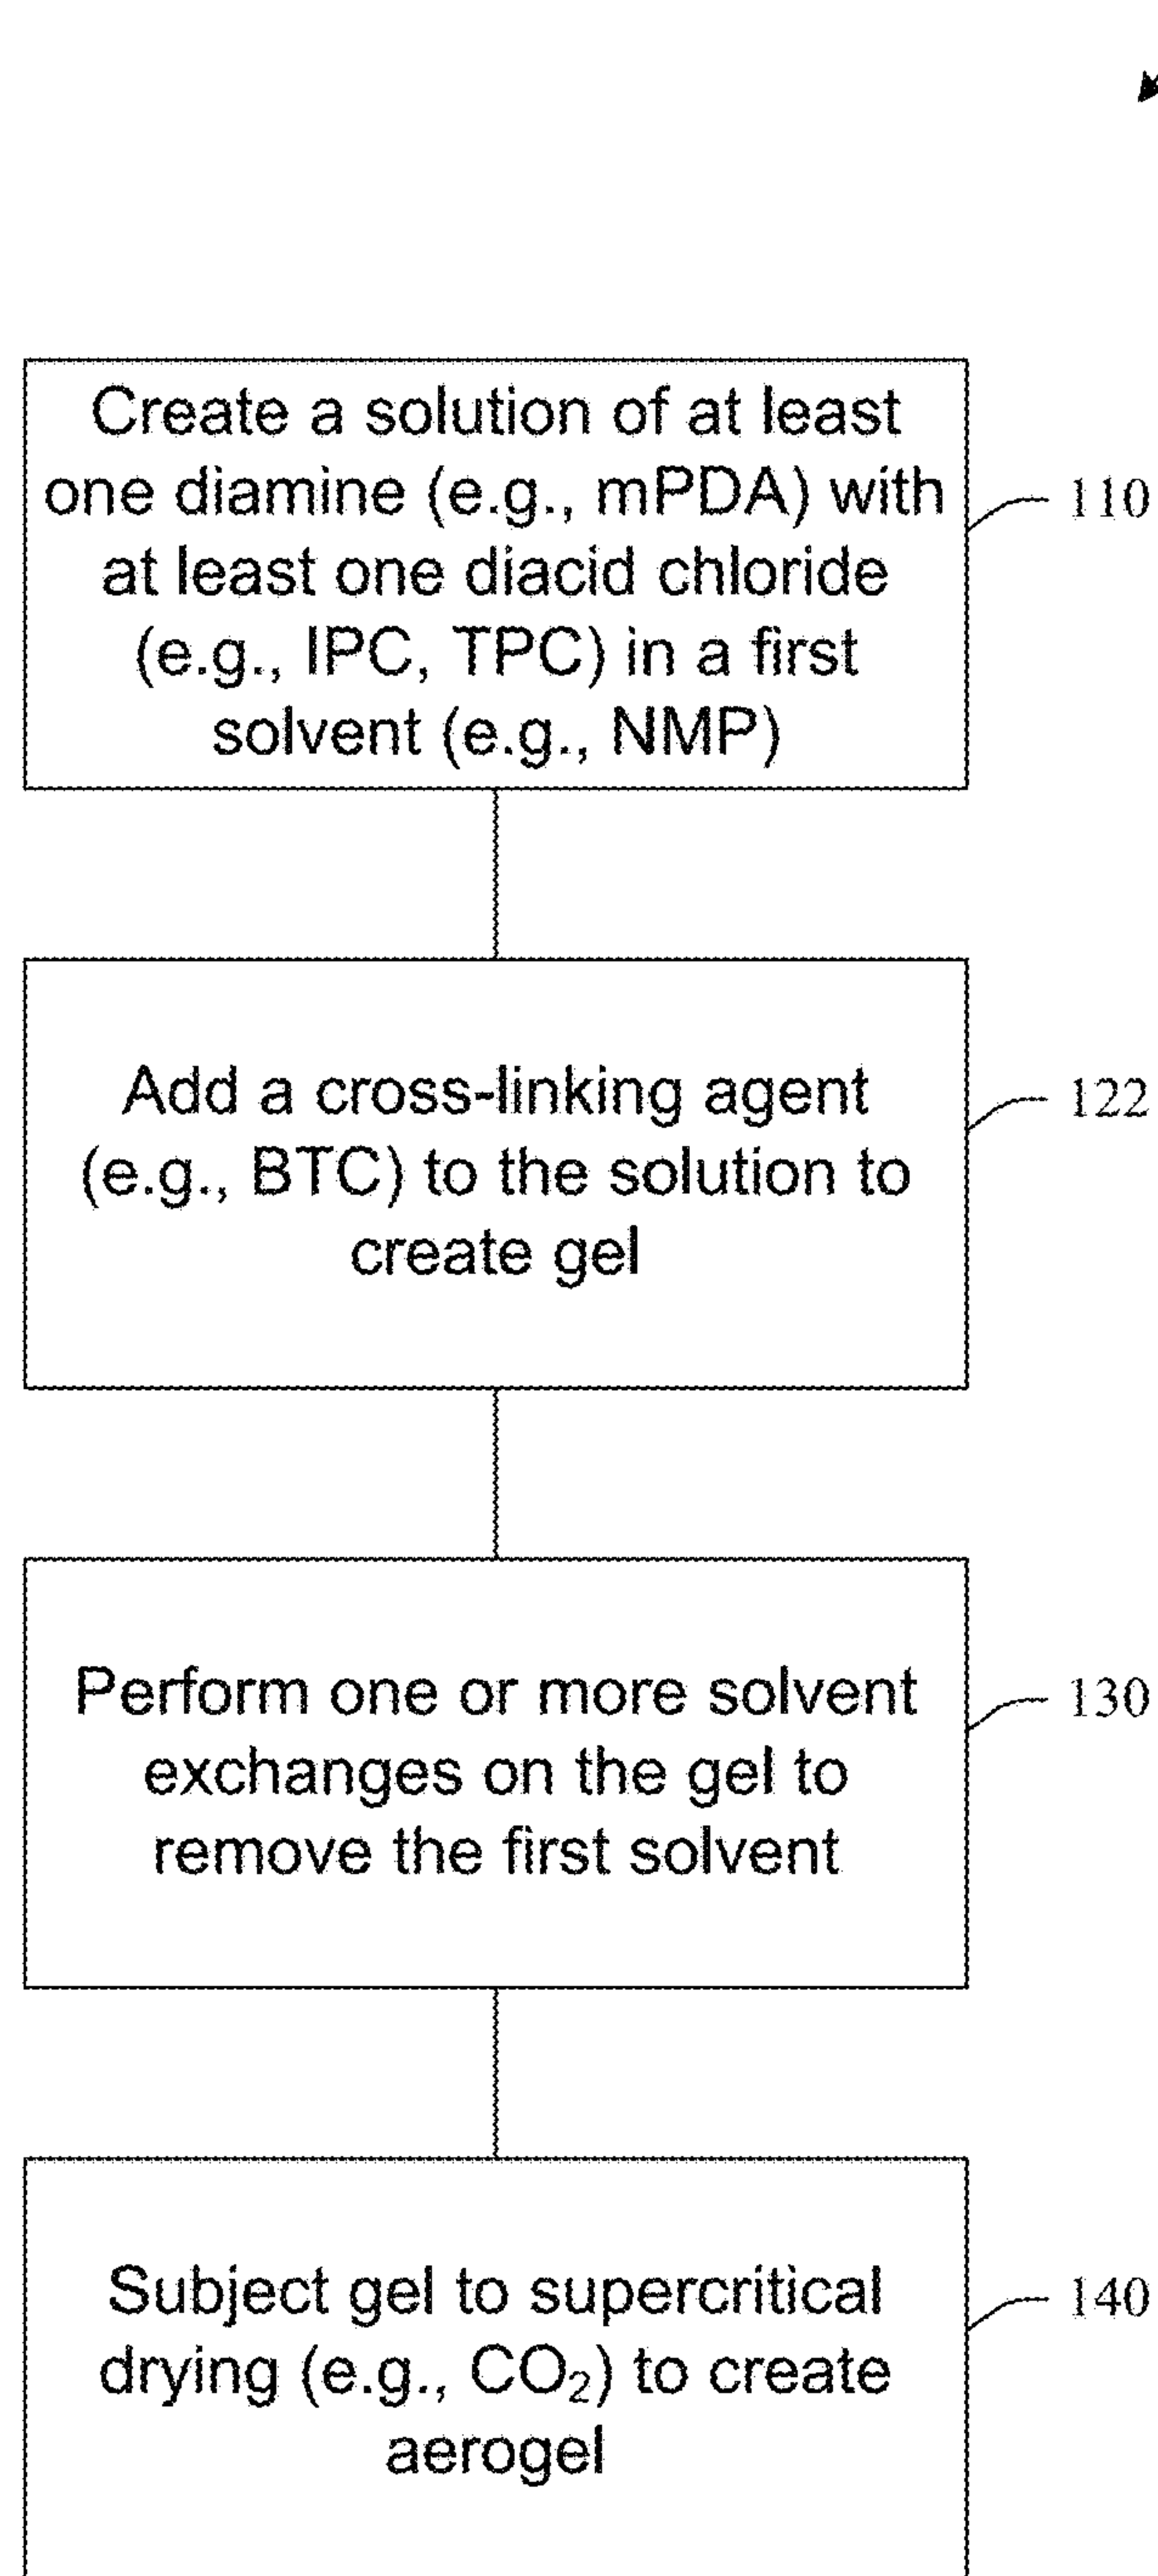 Create a solution of at least
one diamine (e.g., mPDA) with
at least one diacid chloride
(e.g., IPC, TPC) in a first
solvent (e.g., NMP)
110
Add a cross-linking agent
(e.g., BTC) to the solution to
create gel
122
Perform one or more solvent
exchanges on the gel to
remove the first solvent
130
Subject gel to supercritical
drying (e.g., CO₂) to create
aerogel
140